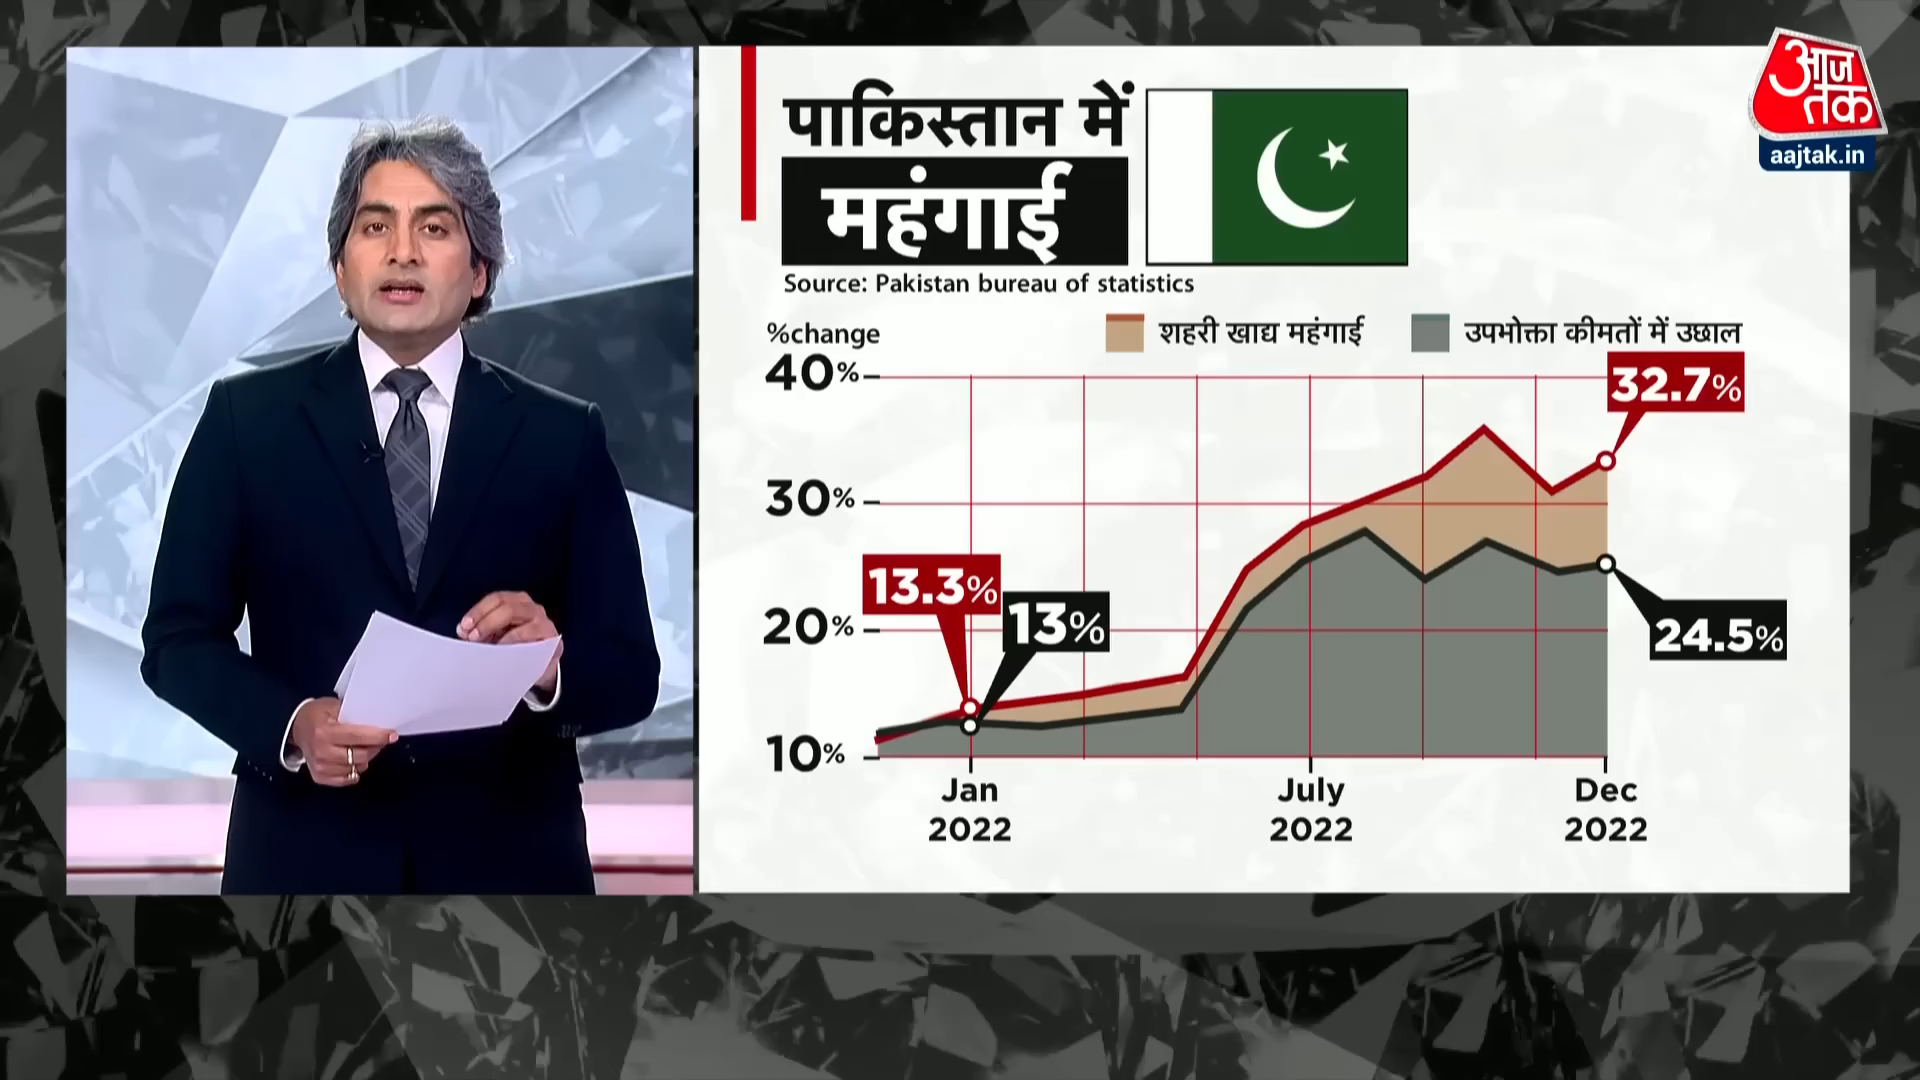 पाकिस्तान में
महंगाई
Source: Pakistan bureau of statistics
%change
शहरी खाद्य महंगाई
उपभोक्ता कीमतों में उछाल
40%
30%
20%
10%
13.3%
13%
32.7%
24.5%
Jan
2022
July
2022
Dec
2022
आज
तक
aajtak.in